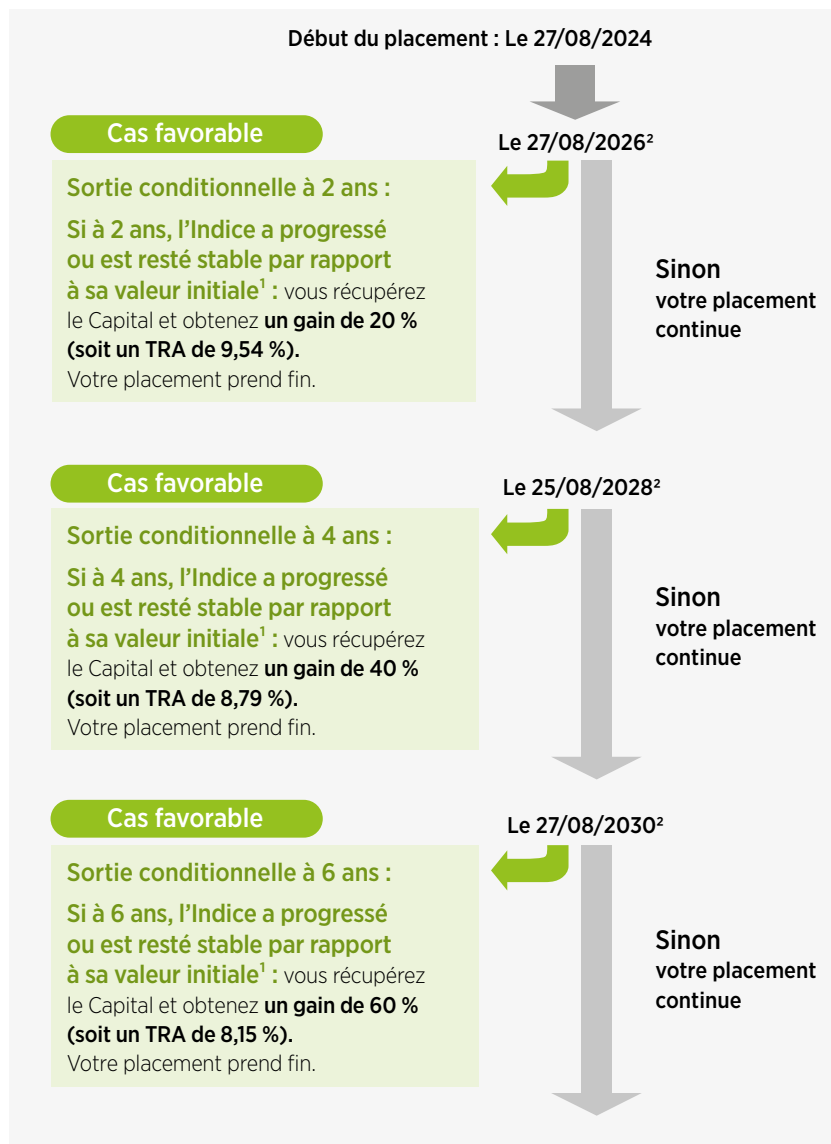 Début du placement : Le 27/08/2024
Cas favorable
Le 27/08/2026²
Sortie conditionnelle à 2 ans :
Si à 2 ans, l’Indice a progressé
ou est resté stable par rapport
à sa valeur initiale¹ : vous récupérez
le Capital et obtenez un gain de 20 %
(soit un TRA de 9,54 %).
Votre placement prend fin.
Sinon
votre placement
continue
Cas favorable
Le 25/08/2028²
Sortie conditionnelle à 4 ans :
Si à 4 ans, l’Indice a progressé
ou est resté stable par rapport
à sa valeur initiale¹ : vous récupérez
le Capital et obtenez un gain de 40 %
(soit un TRA de 8,79 %).
Votre placement prend fin.
Sinon
votre placement
continue
Cas favorable
Le 27/08/2030²
Sortie conditionnelle à 6 ans :
Si à 6 ans, l’Indice a progressé
ou est resté stable par rapport
à sa valeur initiale¹ : vous récupérez
le Capital et obtenez un gain de 60 %
(soit un TRA de 8,15 %).
Votre placement prend fin.
Sinon
votre placement
continue